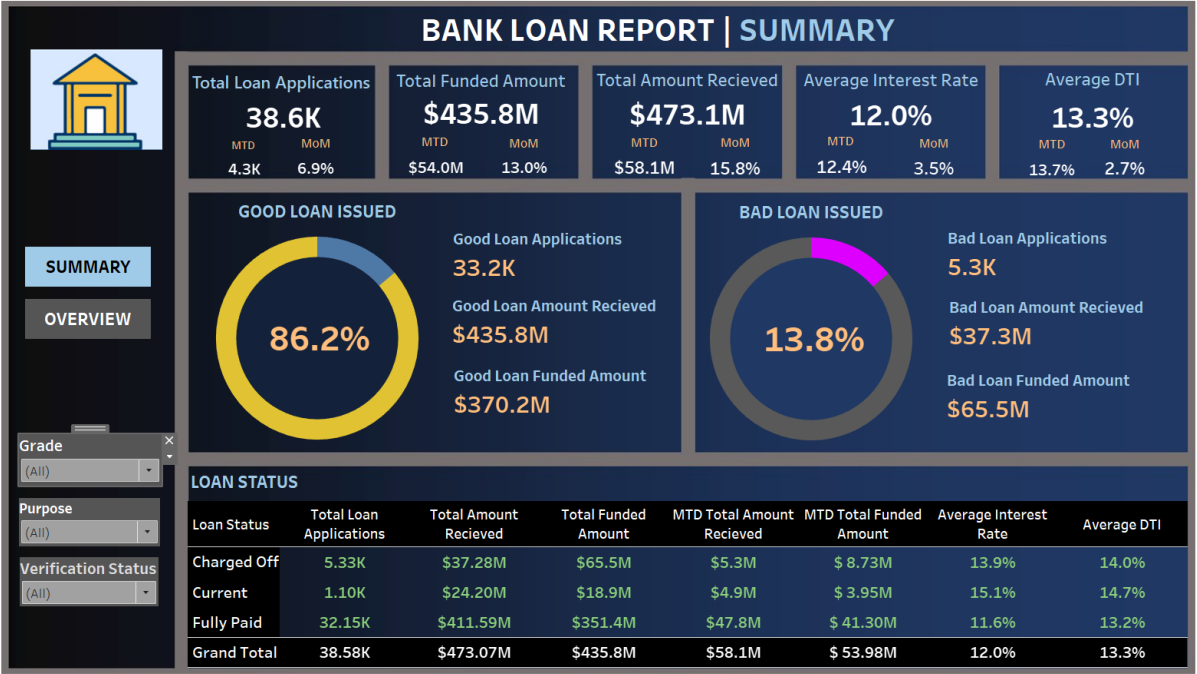 BANK LOAN REPORT | SUMMARY
Total Loan Applications
38.6K
MTD MoM
4.3K 6.9%
Total Funded Amount
$435.8M
MTD MoM
$54.0M 13.0%
Total Amount Recieved
$473.1M
MTD MoM
$58.1M 15.8%
Average Interest Rate
12.0%
MTD MoM
12.4% 3.5%
Average DTI
13.3%
MTD MoM
13.7% 2.7%
SUMMARY
OVERVIEW
Grade
(All)
Purpose
(All)
Verification Status
(All)
GOOD LOAN ISSUED
86.2%
Good Loan Applications
33.2K
Good Loan Amount Recieved
$435.8M
Good Loan Funded Amount
$370.2M
BAD LOAN ISSUED
13.8%
Bad Loan Applications
5.3K
Bad Loan Amount Recieved
$37.3M
Bad Loan Funded Amount
$65.5M
LOAN STATUS
Loan Status Total Loan Applications Total Amount Recieved Total Funded Amount MTD Total Amount Recieved MTD Total Funded Amount Average Interest Rate Average DTI
Charged Off 5.33K $37.28M $65.5M $5.3M $ 8.73M 13.9% 14.0%
Current 1.10K $24.20M $18.9M $4.9M $ 3.95M 15.1% 14.7%
Fully Paid 32.15K $411.59M $351.4M $47.8M $ 41.30M 11.6% 13.2%
Grand Total 38.58K $473.07M $435.8M $58.1M $ 53.98M 12.0% 13.3%